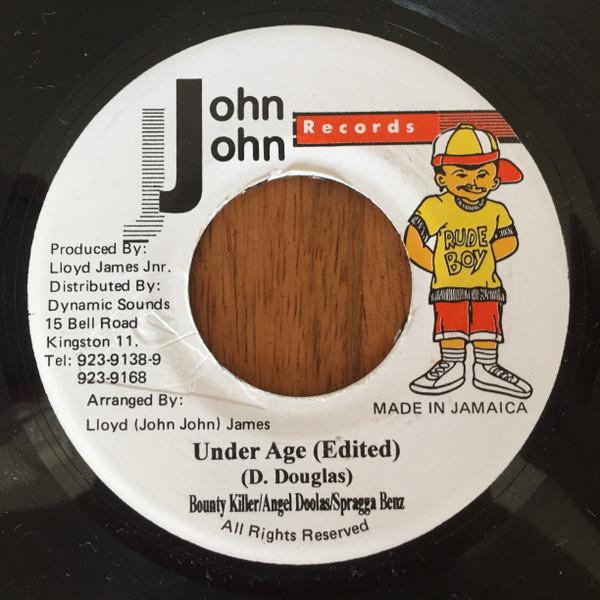 John
John
Records
RUDE
BOY
Produced By:
Lloyd James Jnr.
Distributed By:
Dynamic Sounds
15 Bell Road
Kingston 11.
Tel: 923-9138-9
923-9168
Arranged By:
Lloyd (John John) James
MADE IN JAMAICA
Under Age (Edited)
(D. Douglas)
Bounty Killer/Angel Doolas/Spragga Benz
All Rights Reserved